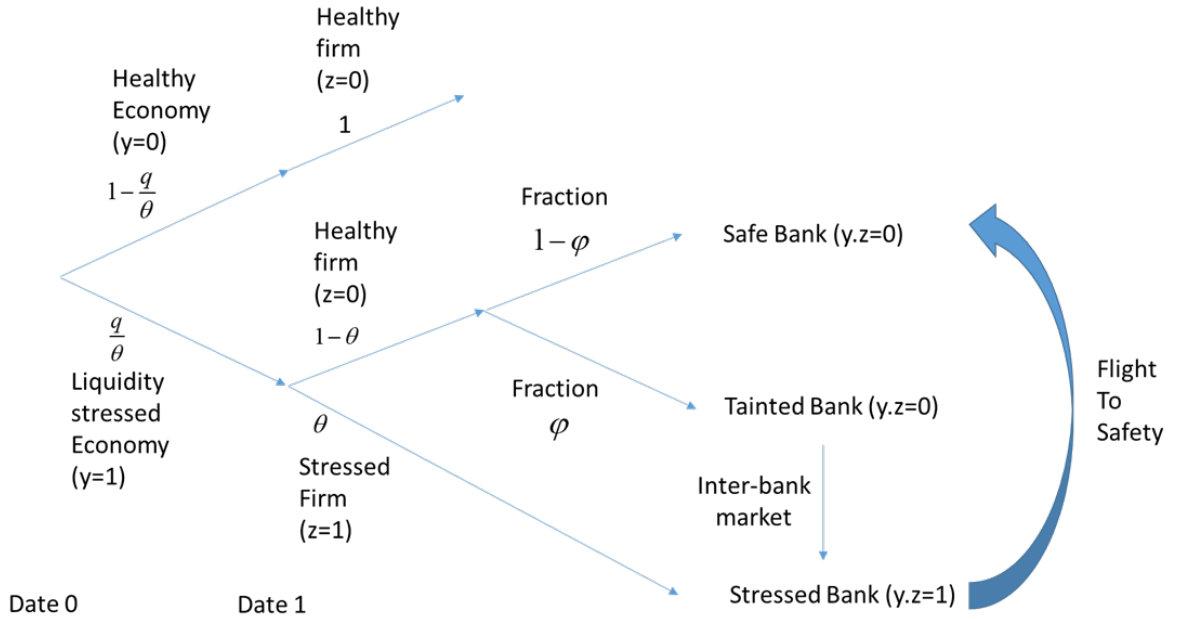 Healthy
firm
(z=0)
1
Healthy
Economy
(y=0)
1 − q/θ
Healthy
firm
(z=0)
1 − θ
Fraction
1 − φ
Safe Bank (y.z=0)
q/θ
Liquidity
stressed
Economy
(y=1)
θ
Stressed
Firm
(z=1)
Fraction
φ
Tainted Bank (y.z=0)
Inter-bank
market
Stressed Bank (y.z=1)
Flight
To
Safety
Date 0
Date 1